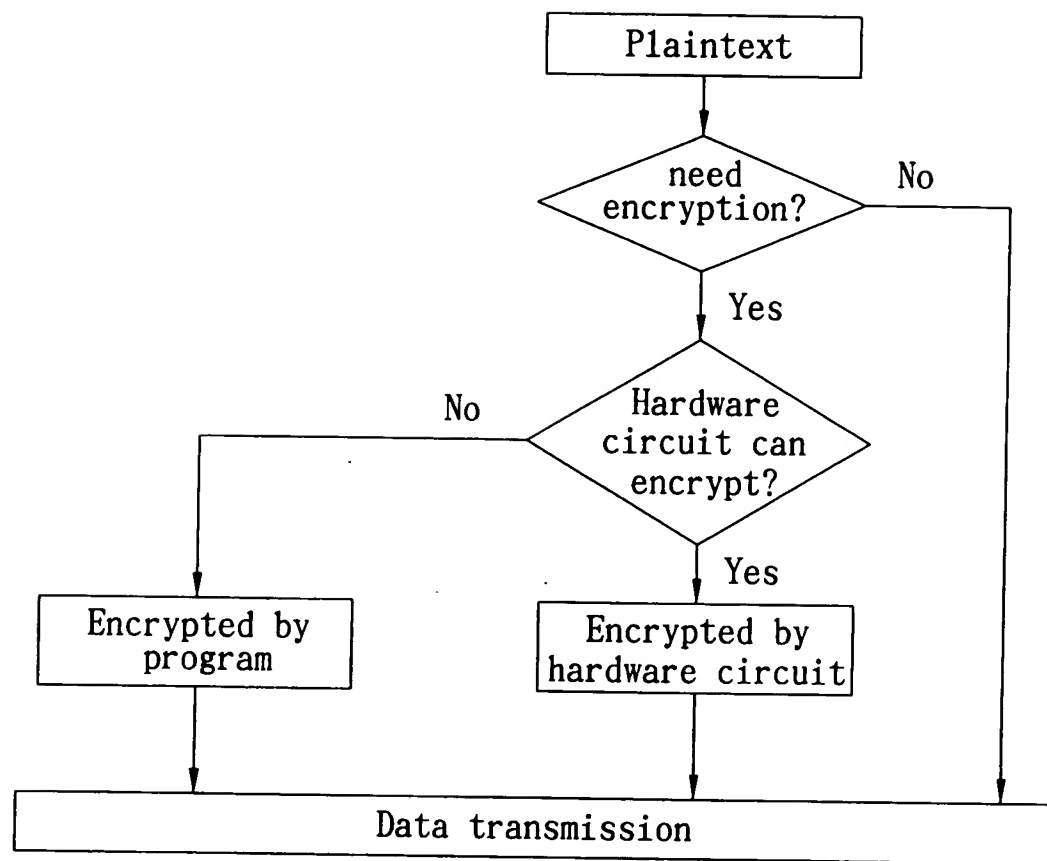 Plaintext
need
encryption?
No
Yes
No
Hardware
circuit can
encrypt?
Yes
Encrypted by
program
Encrypted by
hardware circuit
Data transmission